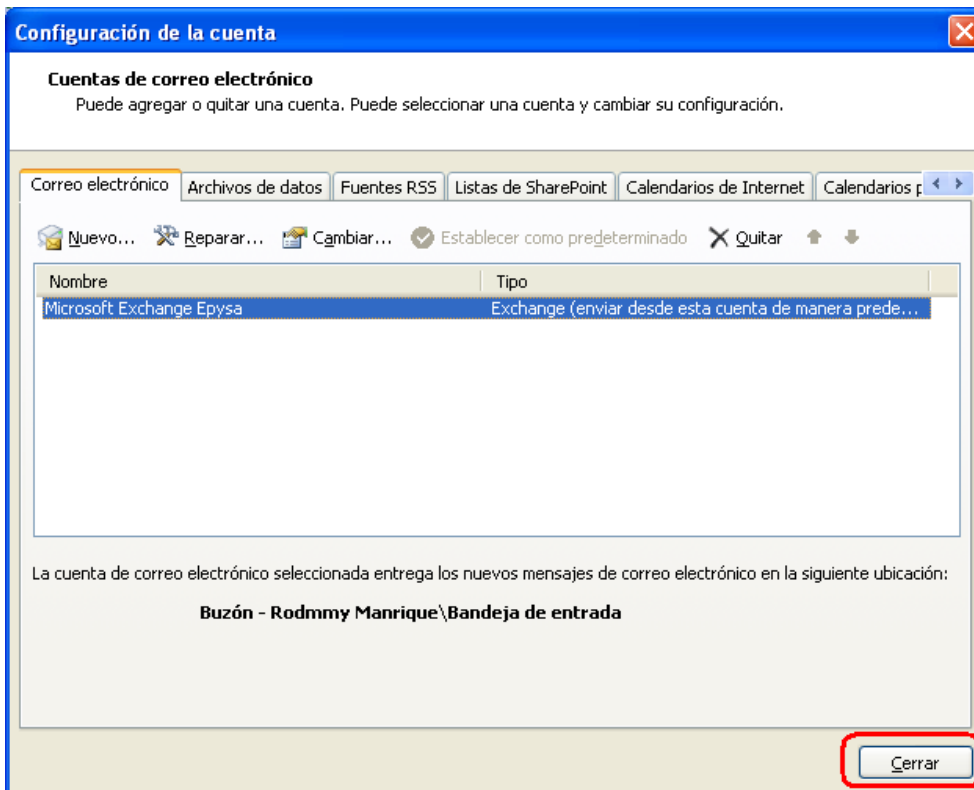 Configuración de la cuenta
Cuentas de correo electrónico
Puede agregar o quitar una cuenta. Puede seleccionar una cuenta y cambiar su configuración.
Correo electrónico Archivos de datos Fuentes RSS Listas de SharePoint Calendarios de Internet Calendarios p
Nuevo... Reparar... Cambiar... Establecer como predeterminado Quitar
Nombre Tipo
Microsoft Exchange Epysa Exchange (enviar desde esta cuenta de manera prede...
La cuenta de correo electrónico seleccionada entrega los nuevos mensajes de correo electrónico en la siguiente ubicación:
Buzón - Rodmmy Manrique\Bandeja de entrada
Cerrar